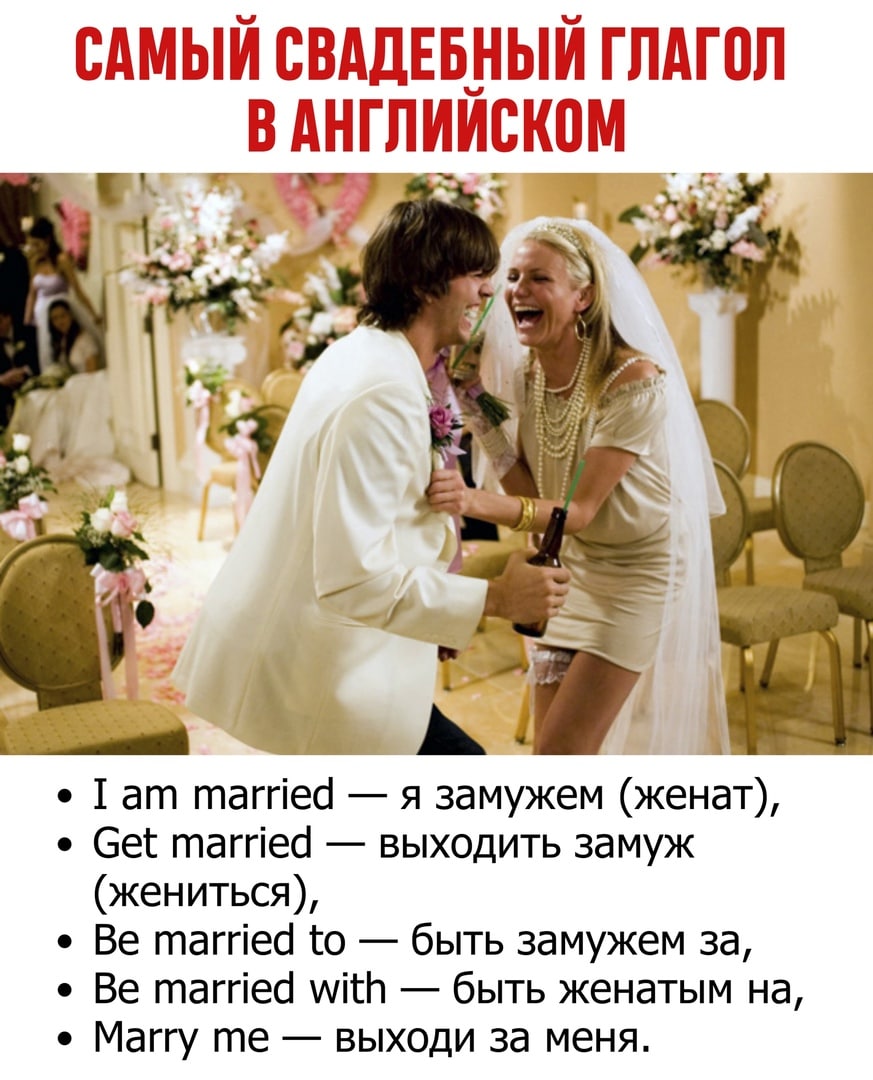 САМЫЙ СВАДЕБНЫЙ ГЛАГОЛ
В АНГЛИЙСКОМ
• I am married — я замужем (женат),
• Get married — выходить замуж
(жениться),
• Be married to — быть замужем за,
• Be married with — быть женатым на,
• Marry me — выходи за меня.